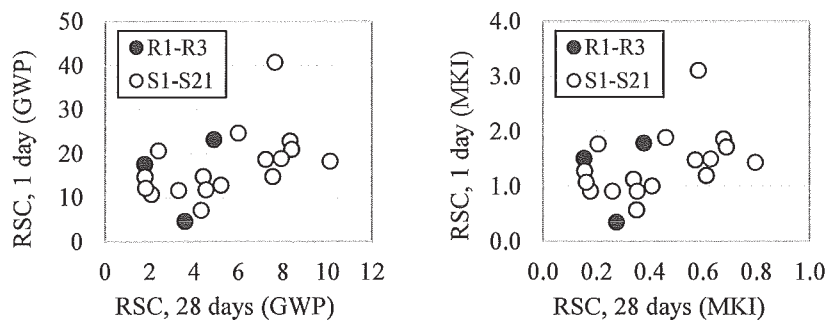 RSC, 1 day (GWP)
50
40
30
20
10
0
R1-R3
S1-S21
0 2 4 6 8 10 12
RSC, 28 days (GWP)
RSC, 1 day (MKI)
4.0
3.0
2.0
1.0
0.0
R1-R3
S1-S21
0.0 0.2 0.4 0.6 0.8 1.0
RSC, 28 days (MKI)